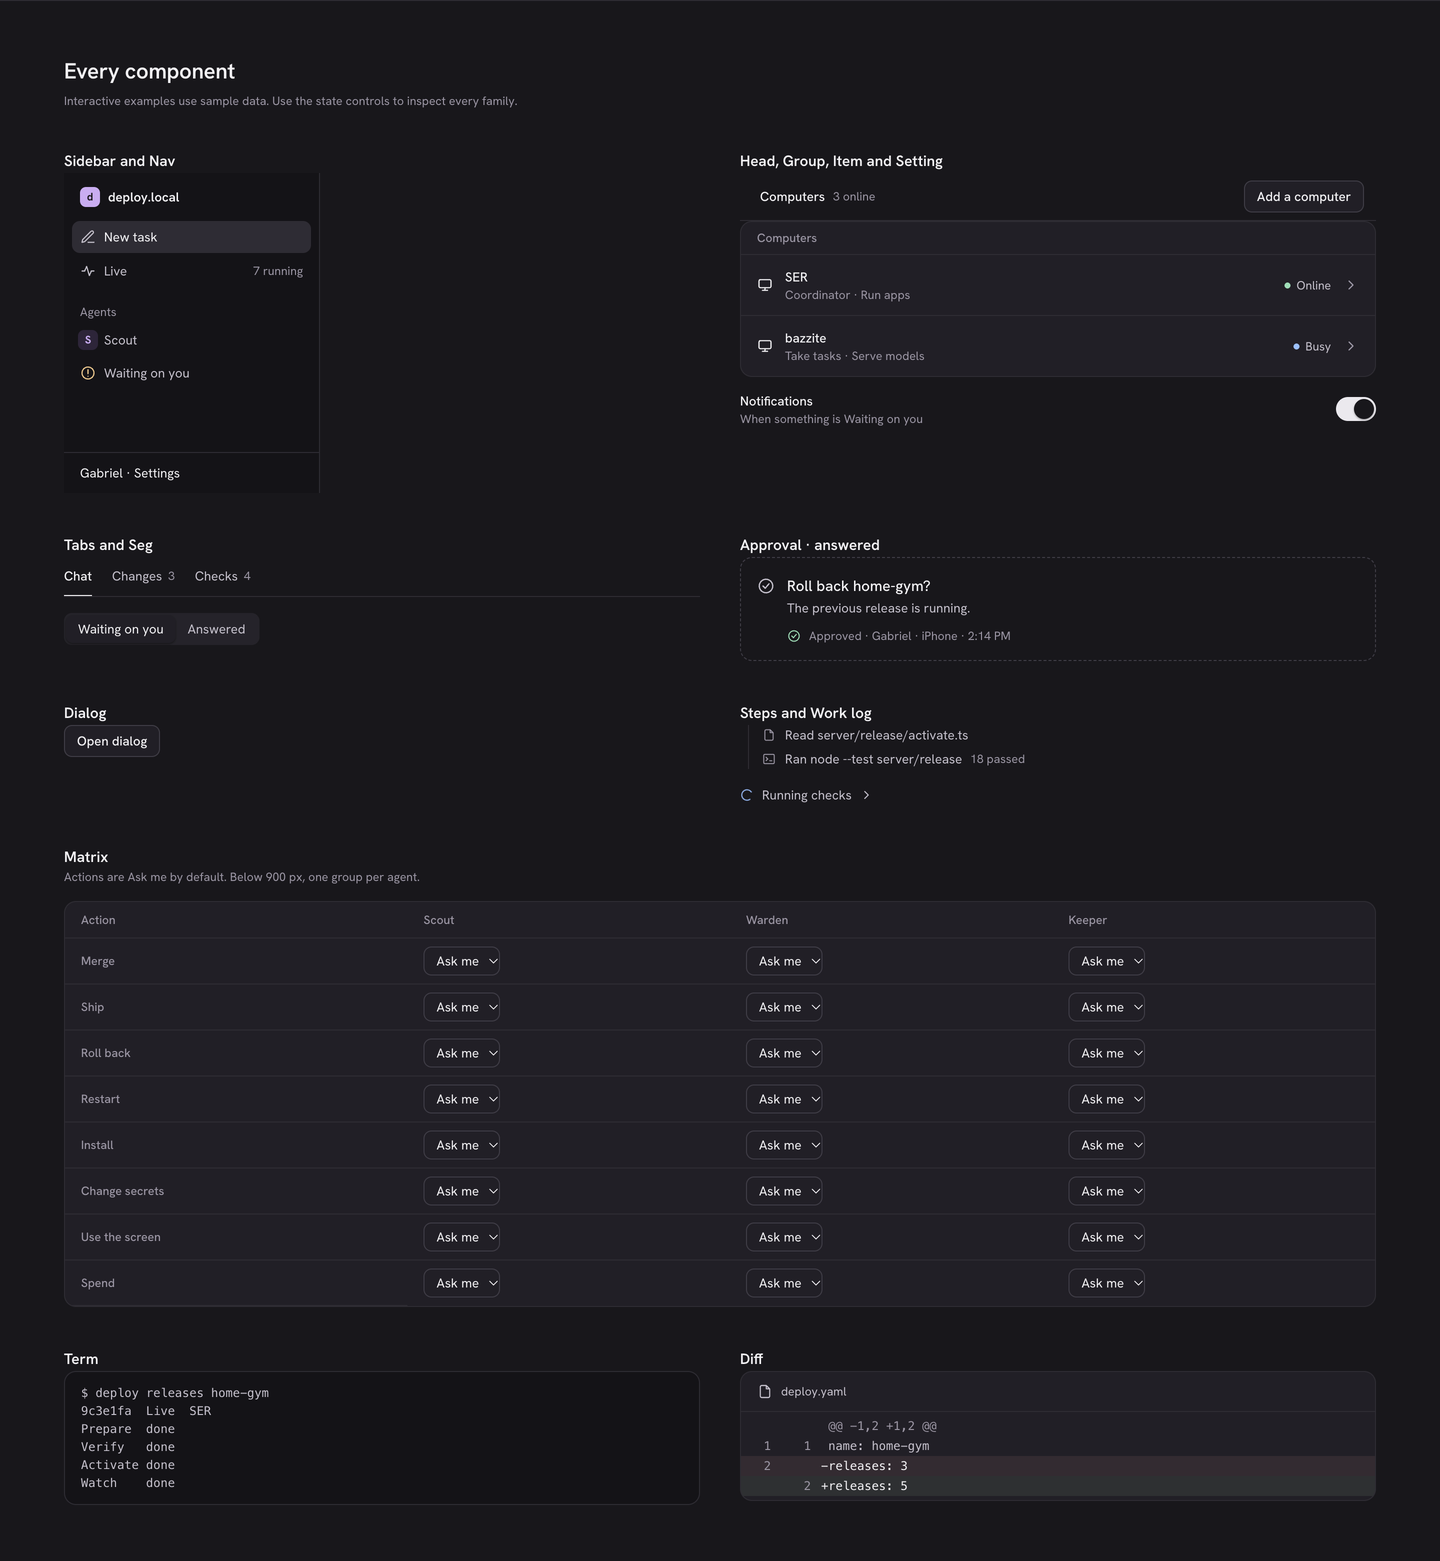 Every component
Interactive examples use sample data. Use the state controls to inspect every family.
Sidebar and Nav
d deploy.local
New task
Live 7 running
Agents
S Scout
Waiting on you
Gabriel · Settings
Head, Group, Item and Setting
Computers 3 online Add a computer
Computers
SER
Coordinator · Run apps
Online
bazzite
Take tasks · Serve models
Busy
Notifications
When something is Waiting on you
Tabs and Seg
Chat Changes 3 Checks 4
Waiting on you Answered
Approval · answered
Roll back home-gym?
The previous release is running.
Approved · Gabriel · iPhone · 2:14 PM
Dialog
Open dialog
Steps and Work log
Read server/release/activate.ts
Ran node --test server/release 18 passed
Running checks
Matrix
Actions are Ask me by default. Below 900 px, one group per agent.
Action Scout Warden Keeper
Merge Ask me Ask me Ask me
Ship Ask me Ask me Ask me
Roll back Ask me Ask me Ask me
Restart Ask me Ask me Ask me
Install Ask me Ask me Ask me
Change secrets Ask me Ask me Ask me
Use the screen Ask me Ask me Ask me
Spend Ask me Ask me Ask me
Term
$ deploy releases home-gym
9c3e1fa Live SER
Prepare done
Verify done
Activate done
Watch done
Diff
deploy.yaml
@@ -1,2 +1,2 @@
1 1 name: home-gym
2 -releases: 3
2 +releases: 5